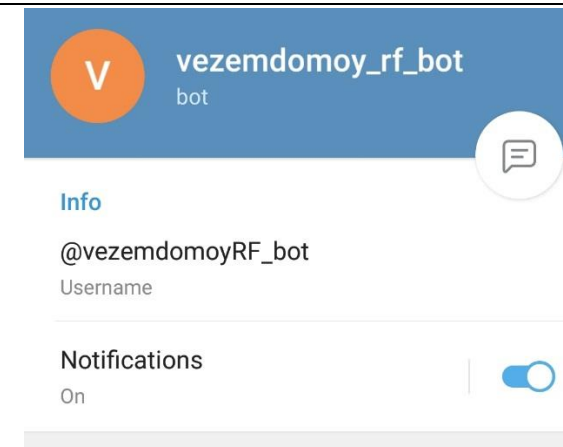 V
vezemdomoy_rf_bot
bot
Info
@vezemdomoyRF_bot
Username
Notifications
On